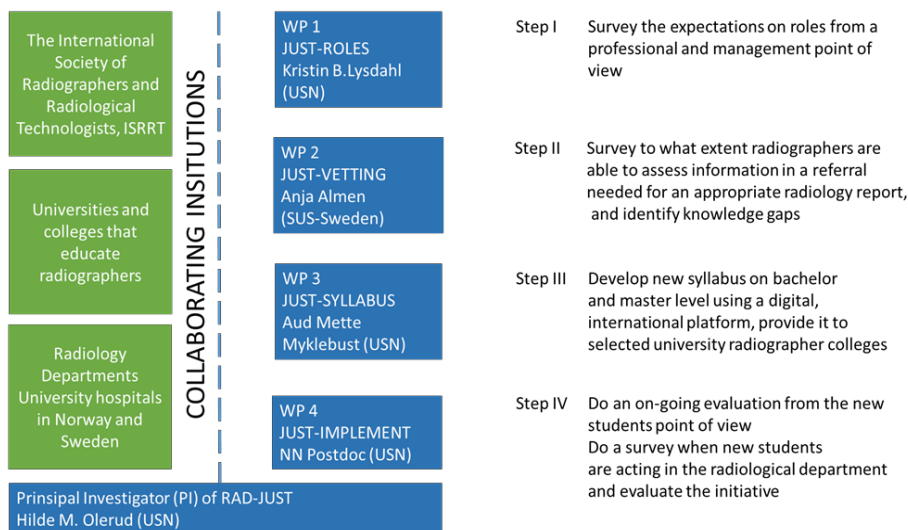 The International
Society of
Radiographers and
Radiological
Technologists, ISRRT
Universities and
colleges that
educate
radiographers
Radiology
Departments
University hospitals
in Norway and
Sweden
COLLABORATING INSITUTIONS
WP 1
JUST-ROLES
Kristin B.Lysdahl
(USN)
WP 2
JUST-VETTING
Anja Almen
(SUS-Sweden)
WP 3
JUST-SYLLABUS
Aud Mette
Myklebust (USN)
WP 4
JUST-IMPLEMENT
NN Postdoc (USN)
Prinsipal Investigator (PI) of RAD-JUST
Hilde M. Olerud (USN)
Step I
Survey the expectations on roles from a
professional and management point of
view
Step II
Survey to what extent radiographers are
able to assess information in a referral
needed for an appropriate radiology report,
and identify knowledge gaps
Step III
Develop new syllabus on bachelor
and master level using a digital,
international platform, provide it to
selected university radiographer colleges
Step IV
Do an on-going evaluation from the new
students point of view
Do a survey when new students
are acting in the radiological department
and evaluate the initiative